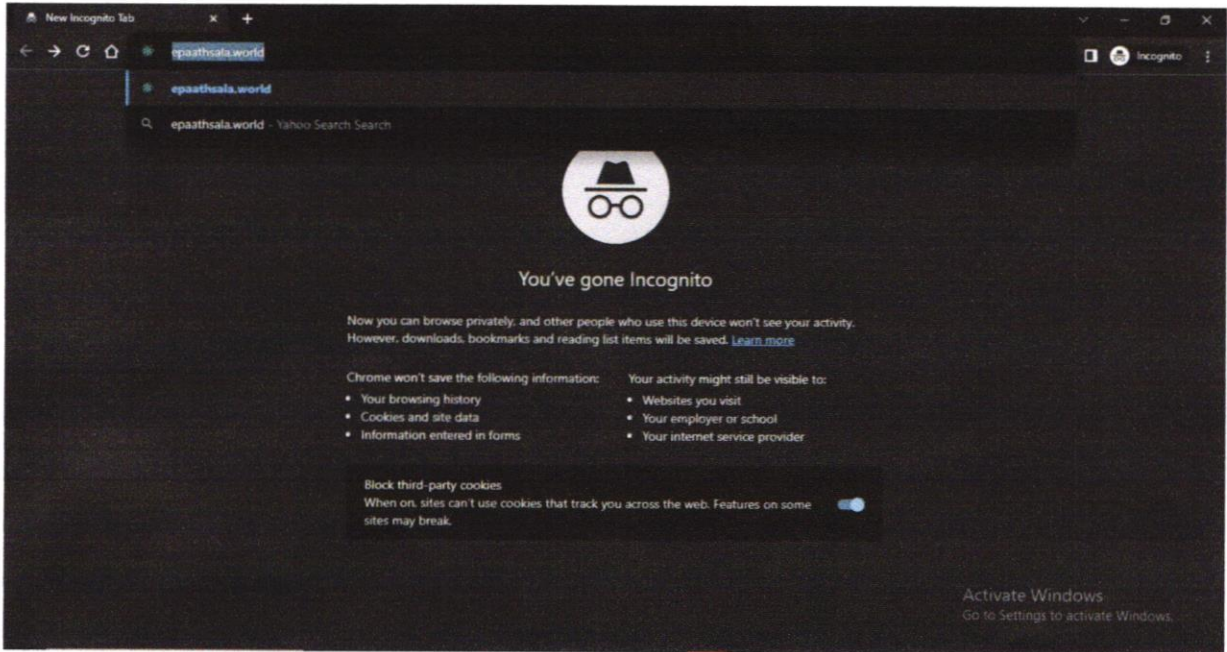 New Incognito Tab
epaathsala.world
Incognito
epaathsala.world
epaathsala.world - Yahoo Search Search
You've gone Incognito
Now you can browse privately, and other people who use this device won't see your activity.
However, downloads, bookmarks and reading list items will be saved. Learn more
Chrome won't save the following information:
• Your browsing history
• Cookies and site data
• Information entered in forms
Your activity might still be visible to:
• Websites you visit
• Your employer or school
• Your internet service provider
Block third-party cookies
When on, sites can't use cookies that track you across the web. Features on some
sites may break.
Activate Windows
Go to Settings to activate Windows.